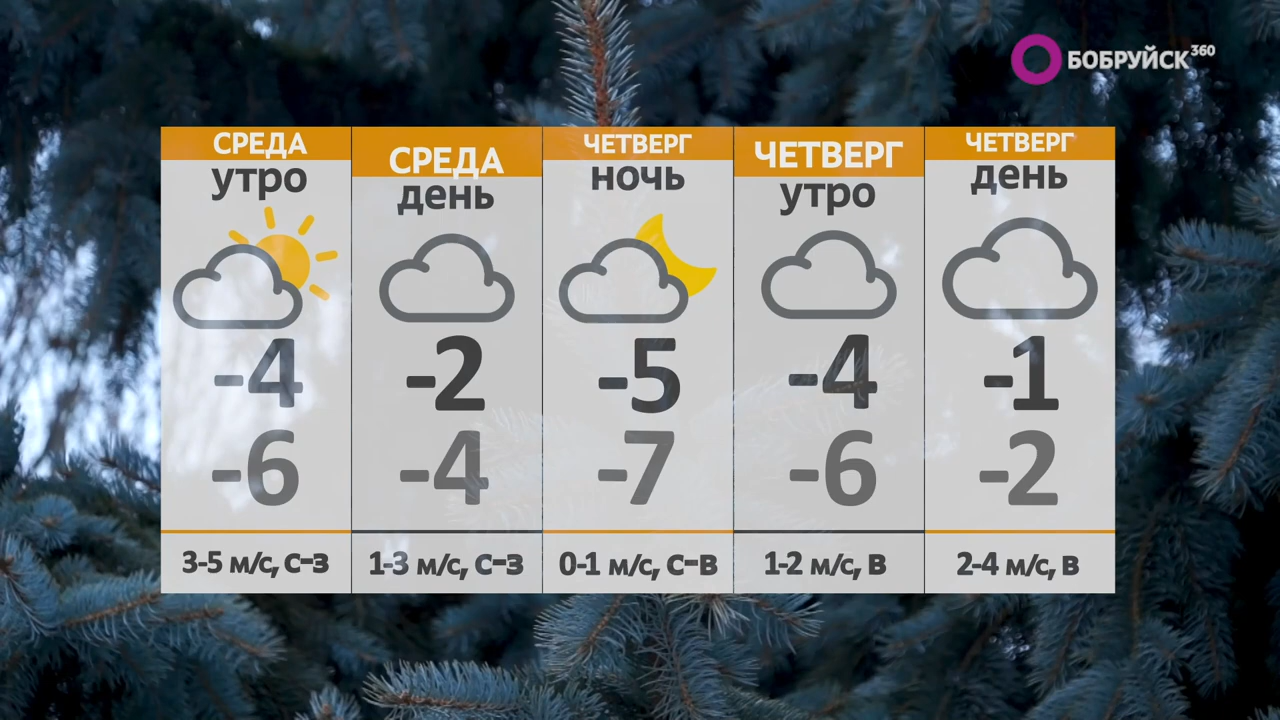 БОБРУЙСК360
СРЕДА
утро
-4
-6
3-5 м/с, с-з
СРЕДА
день
-2
-4
1-3 м/с, с-з
ЧЕТВЕРГ
ночь
-5
-7
0-1 м/с, с-в
ЧЕТВЕРГ
утро
-4
-6
1-2 м/с, в
ЧЕТВЕРГ
день
-1
-2
2-4 м/с, в